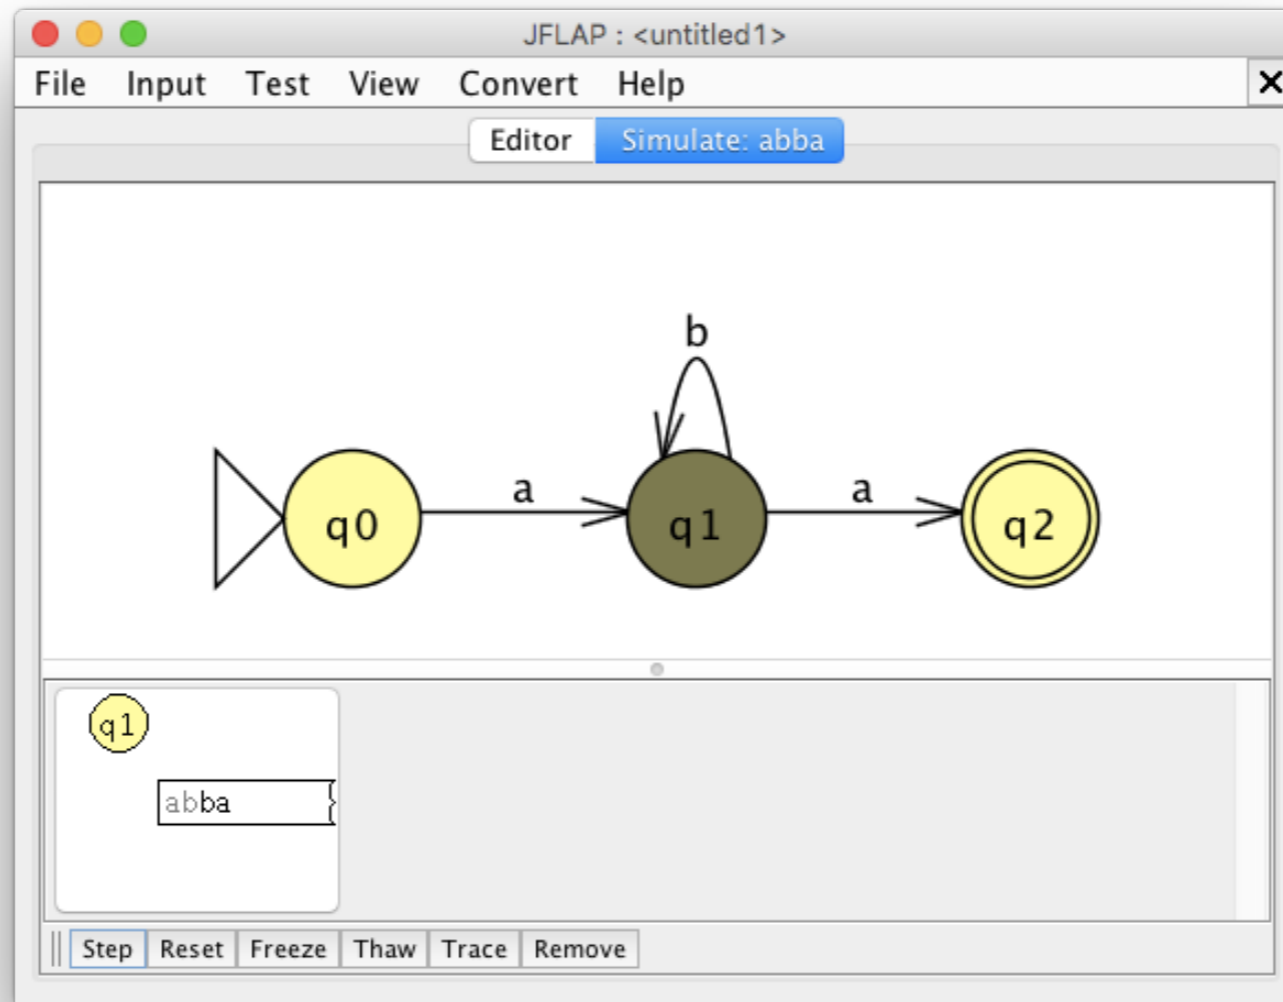 JFLAP : <untitled1>
File Input Test View Convert Help
Editor Simulate: abba
b
a a
q0 q1 q2
q1
abba
Step Reset Freeze Thaw Trace Remove